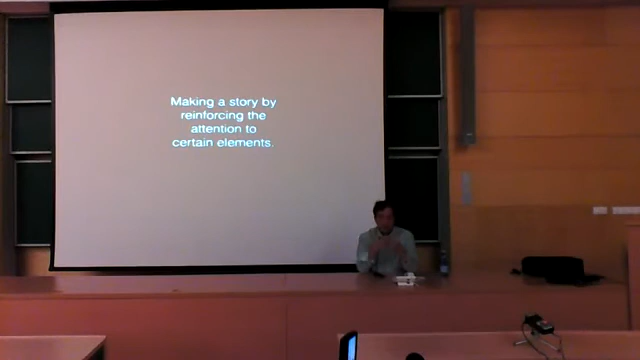 Making a story by
reinforcing the
attention to
certain elements.